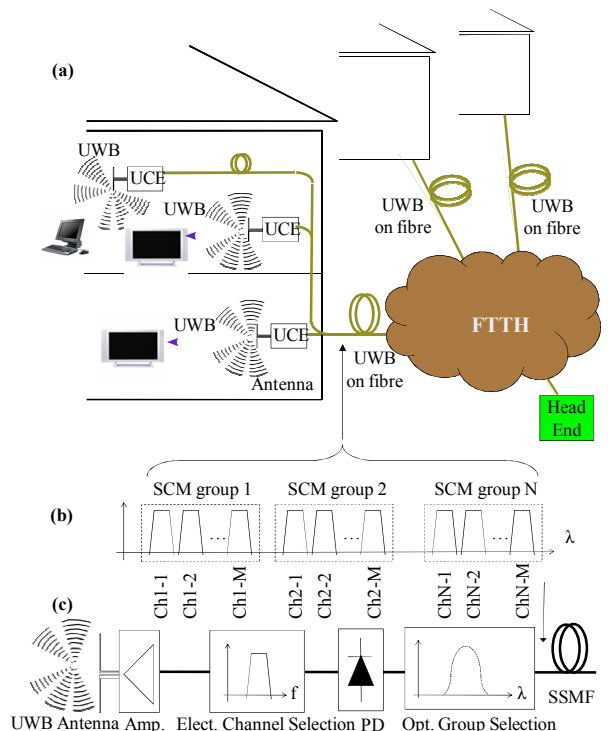 (a)
UWB
UCE
UWB
UCE
UWB
on fibre
UWB
on fibre
FTTH
UWB
UCE
Antenna
UWB
on fibre
Head
End
SCM group 1
SCM group 2
SCM group N
(b)
...
...
...
λ
Ch1-1
Ch1-2
Ch1-M
Ch2-1
Ch2-2
Ch2-M
ChN-1
ChN-2
ChN-M
(c)
f
λ
SSMF
UWB Antenna
Amp.
Elect. Channel Selection
PD
Opt. Group Selection